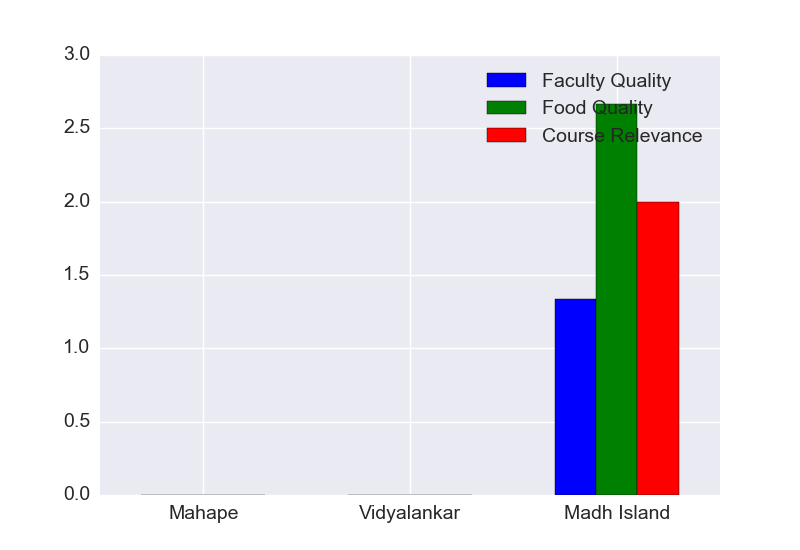 3.0
2.5
2.0
1.5
1.0
0.5
0.0
Faculty Quality
Food Quality
Course Relevance
Mahape
Vidyalankar
Madh Island